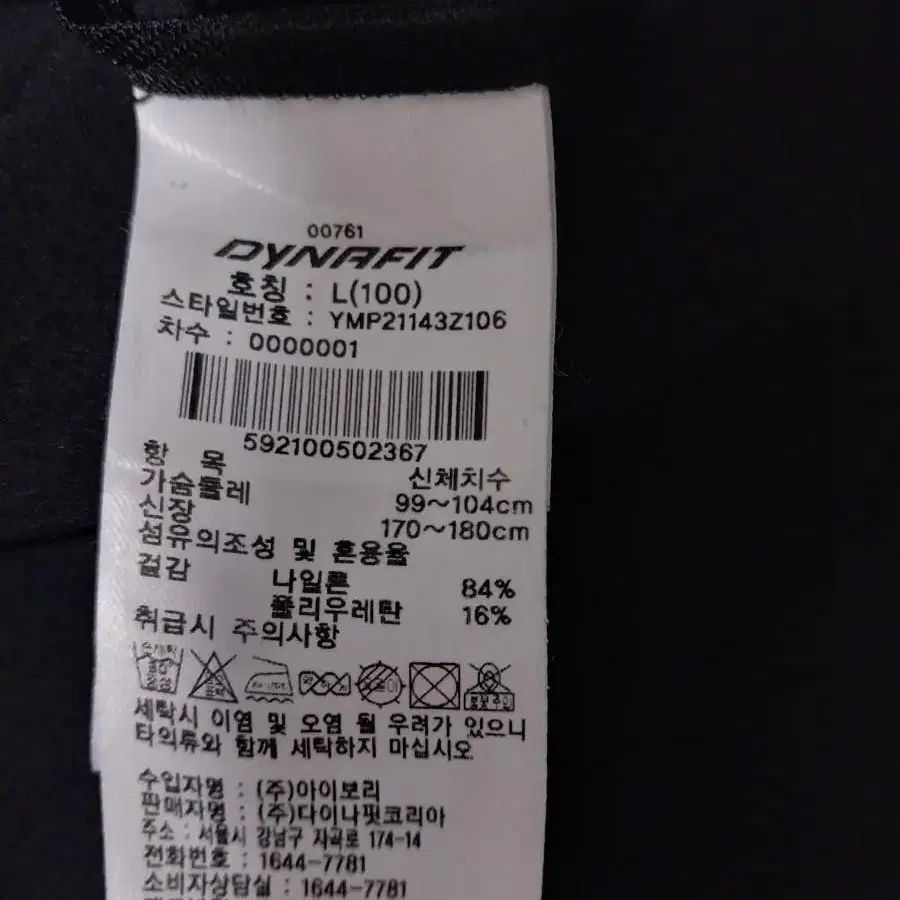 00761
DYNAFIT
호칭 : L(100)
스타일번호 : YMP21143Z106
차수 : 0000001
592100502367
항 목 신체치수
가슴둘레 99~104cm
신장 170~180cm
섬유의조성 및 혼용율
겉감 나일론 84%
폴리우레탄 16%
취급시 주의사항
세탁시 이염 및 오염 될 우려가 있으니
타의류와 함께 세탁하지 마십시오
수입자명 : (주)아이보리
판매자명 : (주)다이나핏코리아
주소 : 서울시 강남구 자곡로 174-14
전화번호 : 1644-7781
소비자상담실 : 1644-7781